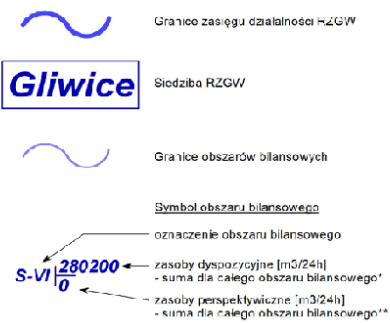 Granice zasięgu działalności RZGW
Gliwice
Siedziba RZGW
Granice obszarów bilansowych
Symbol obszaru bilansowego
oznaczenie obszaru bilansowego
S-VI 280200
0
zasoby dyspozycyjne [m3/24h]
- suma dla całego obszaru bilansowego*
zasoby perspektywiczne [m3/24h]
- suma dla całego obszaru bilansowego**